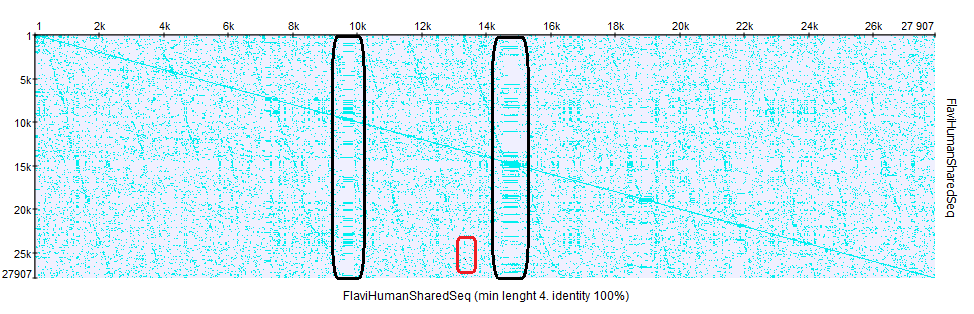 1 2k 4k 6k 8k 10k 12k 14k 16k 18k 20k 22k 24k 26k 27 907
1
5k
10k
15k
20k
25k
27907
FlaviHumanSharedSeq
FlaviHumanSharedSeq (min lenght 4. identity 100%)